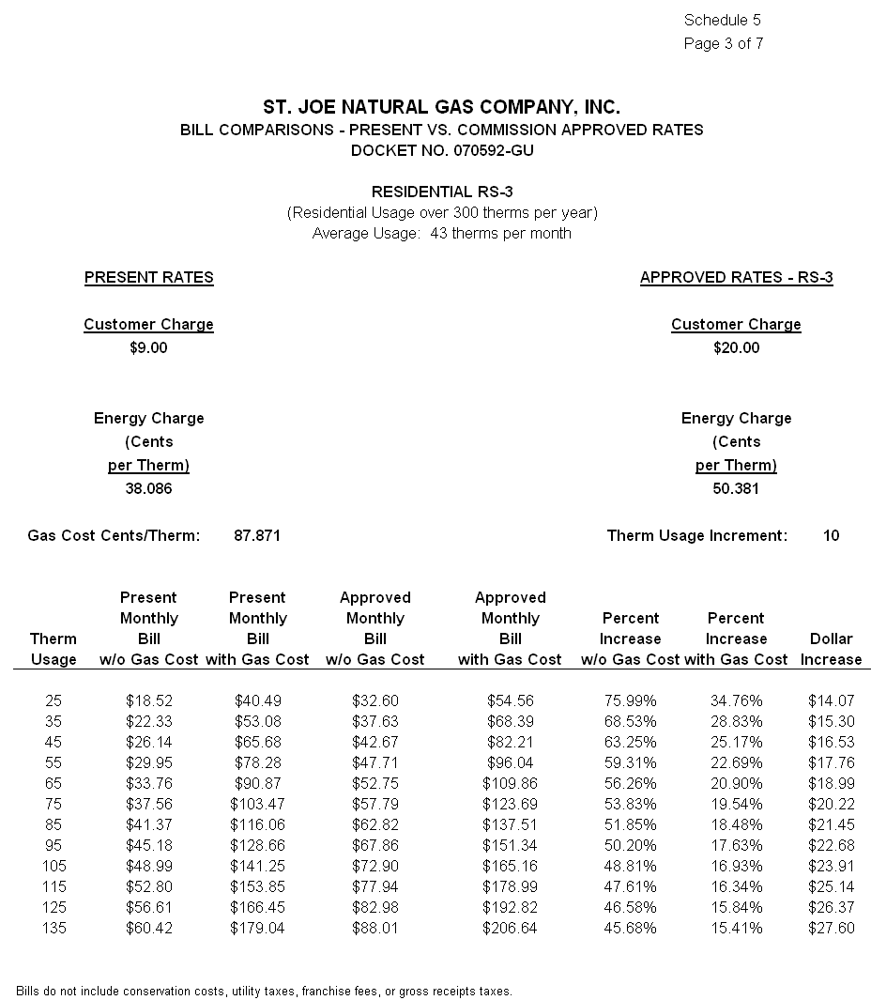 Schedule 5
Page 3 of 7
ST. JOE NATURAL GAS COMPANY, INC.
BILL COMPARISONS - PRESENT VS. COMMISSION APPROVED RATES
DOCKET NO. 070592-GU
RESIDENTIAL RS-3
(Residential Usage over 300 therms per year)
Average Usage: 43 therms per month
PRESENT RATES APPROVED RATES - RS-3
Customer Charge Customer Charge
$9.00 $20.00
Energy Charge Energy Charge
(Cents (Cents
per Therm) per Therm)
38.086 50.381
Gas Cost Cents/Therm: 87.871 Therm Usage Increment: 10
Present Present Approved Approved
Monthly Monthly Monthly Monthly Percent Percent
Therm Bill Bill Bill Bill Increase Increase Dollar
Usage w/o Gas Cost with Gas Cost w/o Gas Cost with Gas Cost w/o Gas Cost with Gas Cost Increase
25 $18.52 $40.49 $32.60 $54.56 75.99% 34.76% $14.07
35 $22.33 $53.08 $37.63 $68.39 68.53% 28.83% $15.30
45 $26.14 $65.68 $42.67 $82.21 63.25% 25.17% $16.53
55 $29.95 $78.28 $47.71 $96.04 59.31% 22.69% $17.76
65 $33.76 $90.87 $52.75 $109.86 56.26% 20.90% $18.99
75 $37.56 $103.47 $57.79 $123.69 53.83% 19.54% $20.22
85 $41.37 $116.06 $62.82 $137.51 51.85% 18.48% $21.45
95 $45.18 $128.66 $67.86 $151.34 50.20% 17.63% $22.68
105 $48.99 $141.25 $72.90 $165.16 48.81% 16.93% $23.91
115 $52.80 $153.85 $77.94 $178.99 47.61% 16.34% $25.14
125 $56.61 $166.45 $82.98 $192.82 46.58% 15.84% $26.37
135 $60.42 $179.04 $88.01 $206.64 45.68% 15.41% $27.60
Bills do not include conservation costs, utility taxes, franchise fees, or gross receipts taxes.